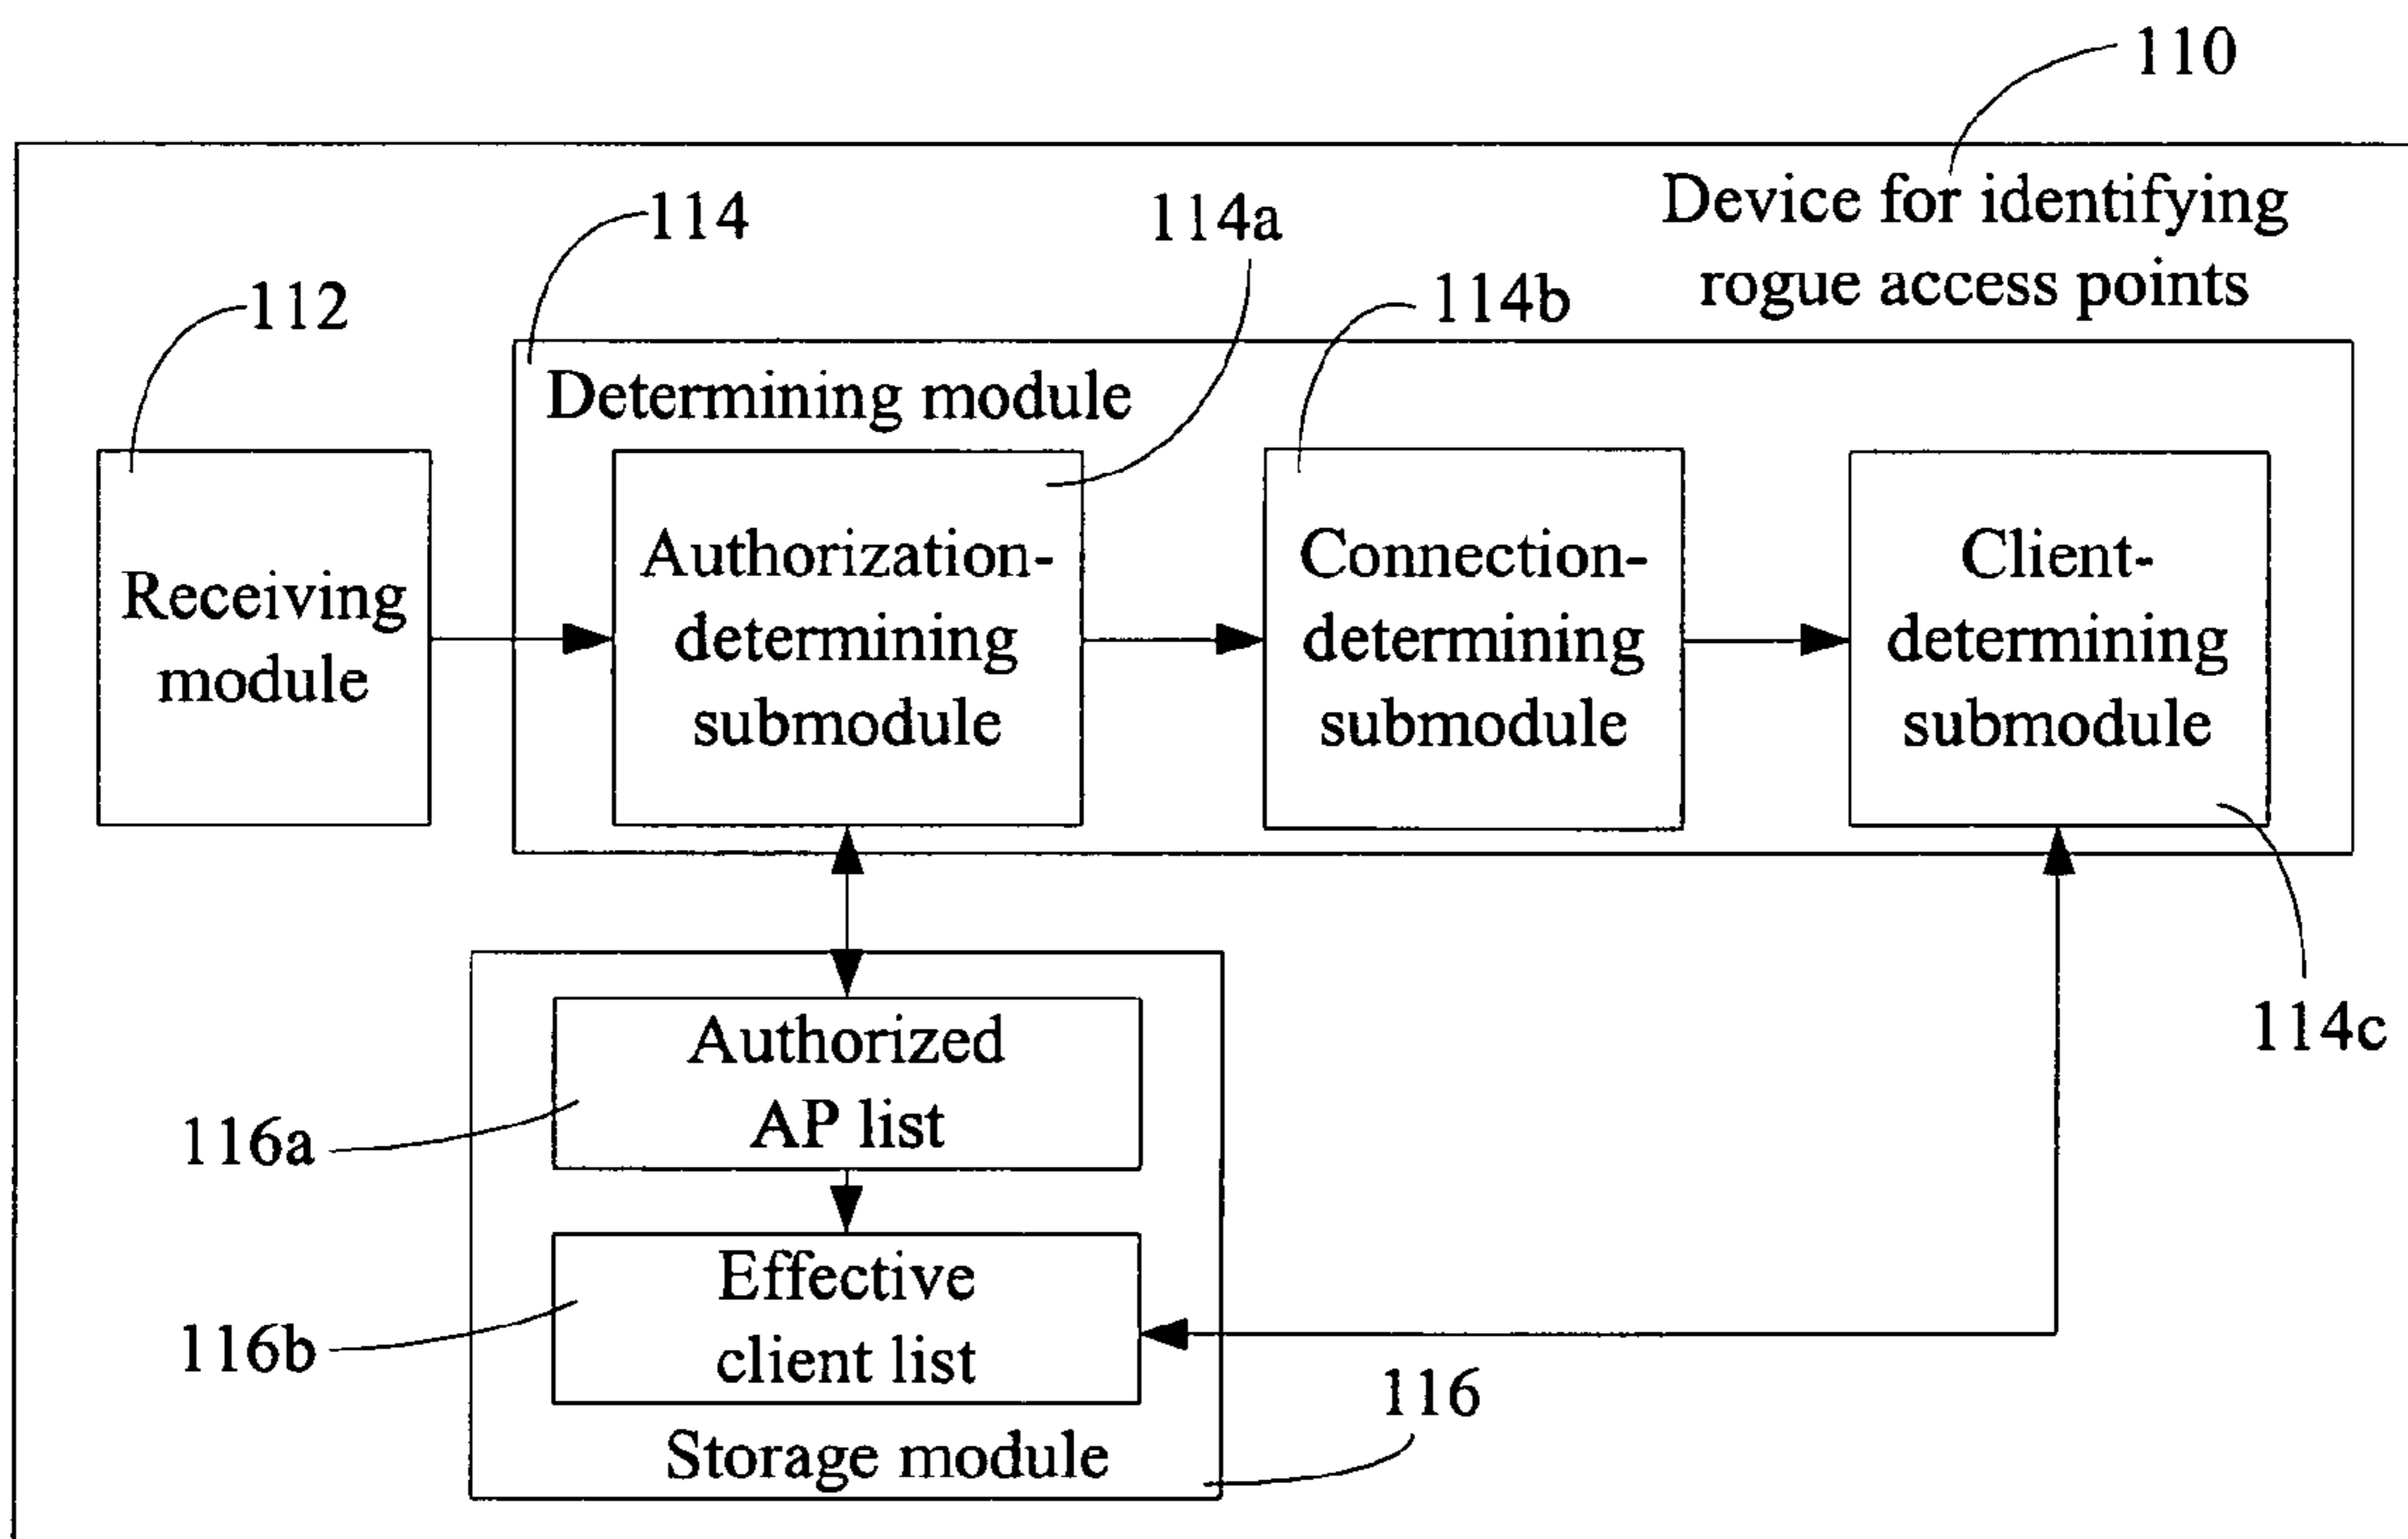 110
Device for identifying
rogue access points
114
114a
112
114b
Determining module
Receiving
module
Authorization-
determining
submodule
Connection-
determining
submodule
Client-
determining
submodule
114c
Authorized
AP list
116a
Effective
client list
116b
116
Storage module